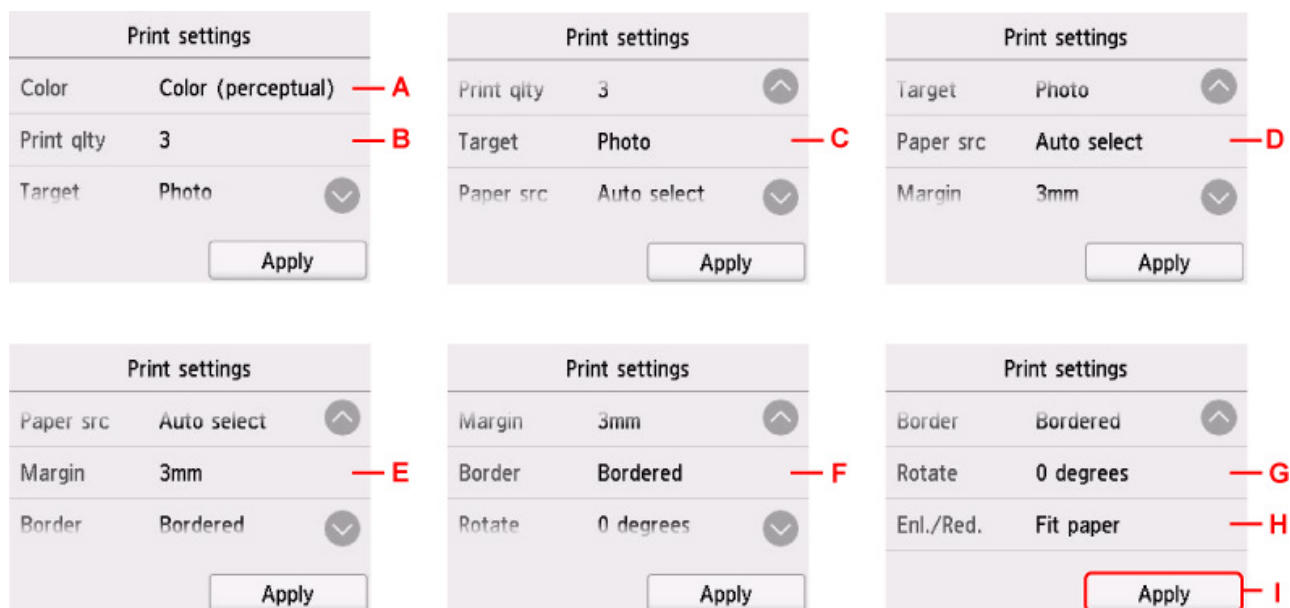 Print settings
Color Color (perceptual) A
Print qlty 3 B
Target Photo
Apply
Print settings
Print qlty 3
Target Photo C
Paper src Auto select
Apply
Print settings
Target Photo
Paper src Auto select D
Margin 3mm
Apply
Print settings
Paper src Auto select
Margin 3mm E
Border Bordered
Apply
Print settings
Margin 3mm
Border Bordered F
Rotate 0 degrees
Apply
Print settings
Border Bordered
Rotate 0 degrees G
Enl./Red. Fit paper H
Apply I